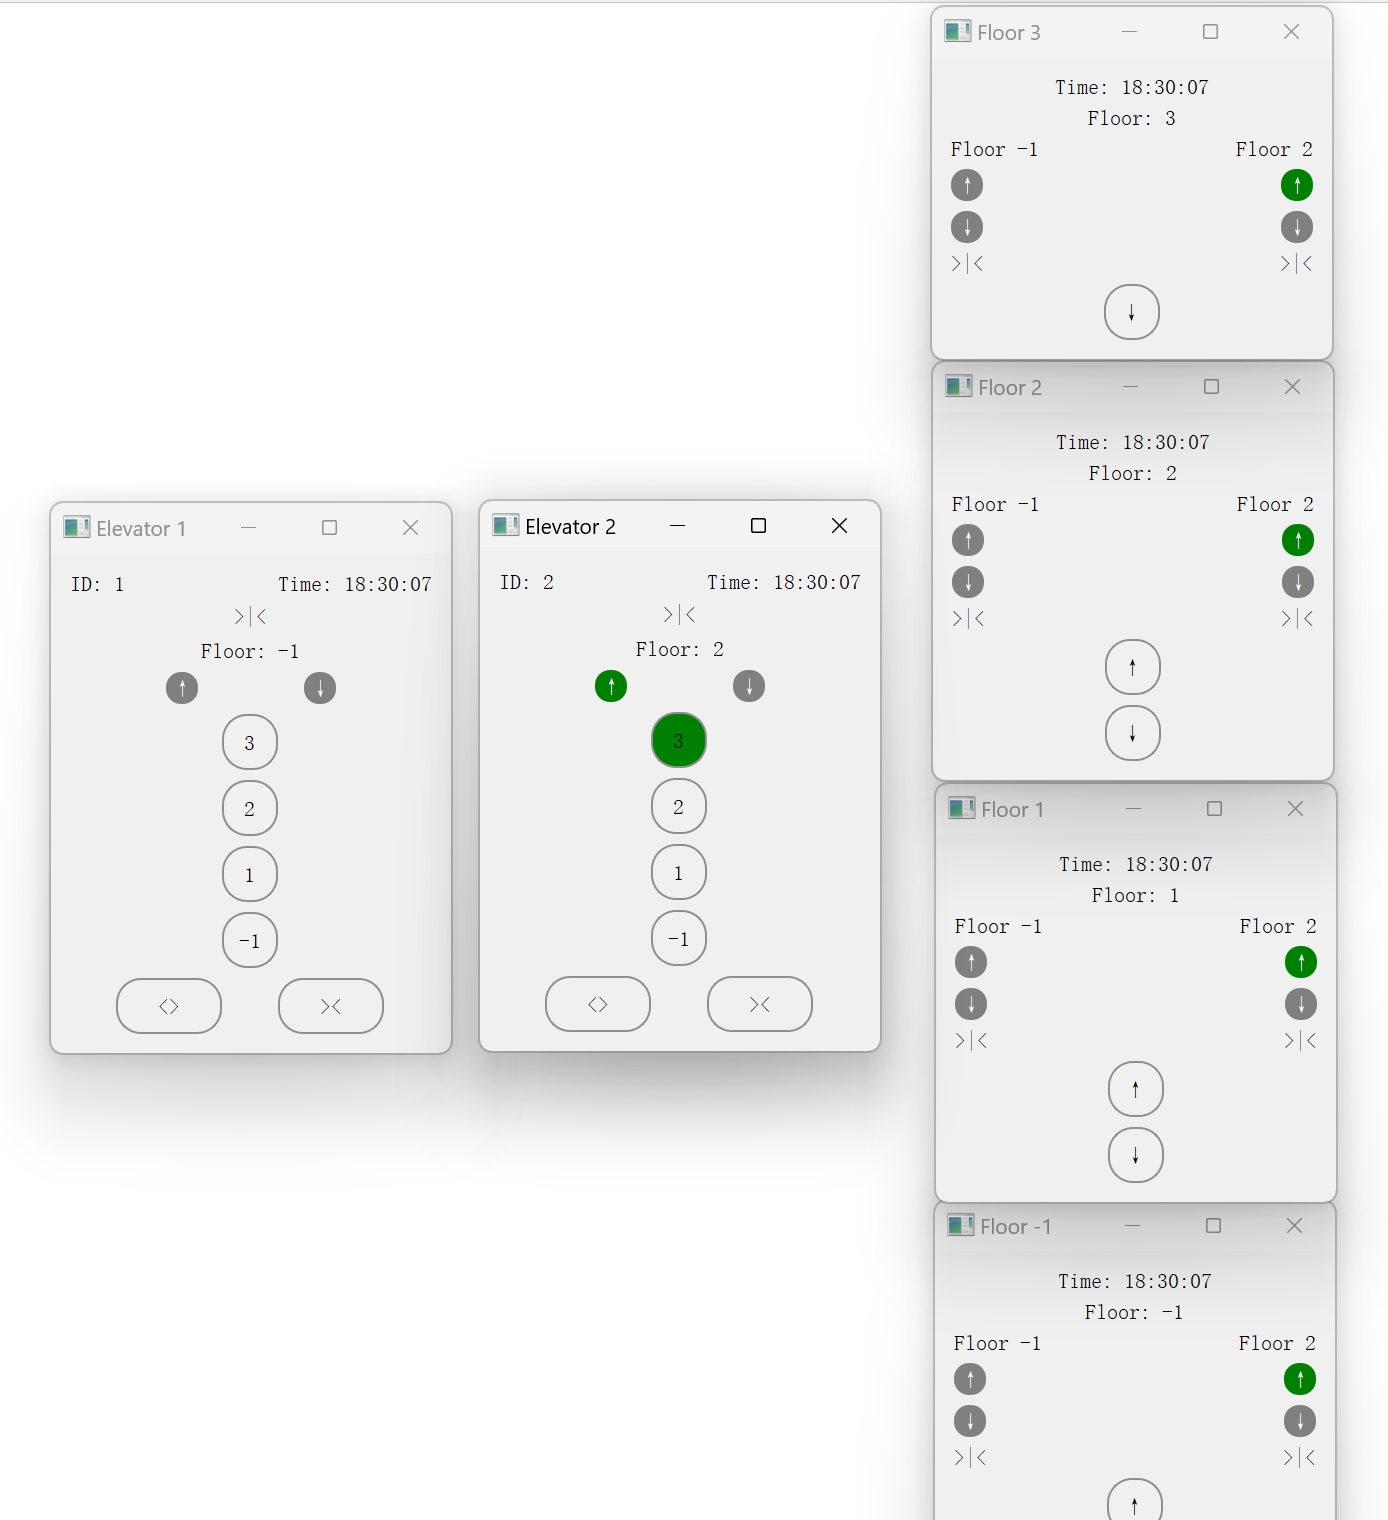 Elevator 1
ID: 1 Time: 18:30:07
>|<
Floor: -1
↑ ↓
3
2
1
-1
<> ><
Elevator 2
ID: 2 Time: 18:30:07
>|<
Floor: 2
↑ ↓
3
2
1
-1
<> ><
Floor 3
Time: 18:30:07
Floor: 3
Floor -1 Floor 2
↑ ↑
↓ ↓
>|< >|<
↓
Floor 2
Time: 18:30:07
Floor: 2
Floor -1 Floor 2
↑ ↑
↓ ↓
>|< >|<
↑
↓
Floor 1
Time: 18:30:07
Floor: 1
Floor -1 Floor 2
↑ ↑
↓ ↓
>|< >|<
↑
↓
Floor -1
Time: 18:30:07
Floor: -1
Floor -1 Floor 2
↑ ↑
↓ ↓
>|< >|<
↑